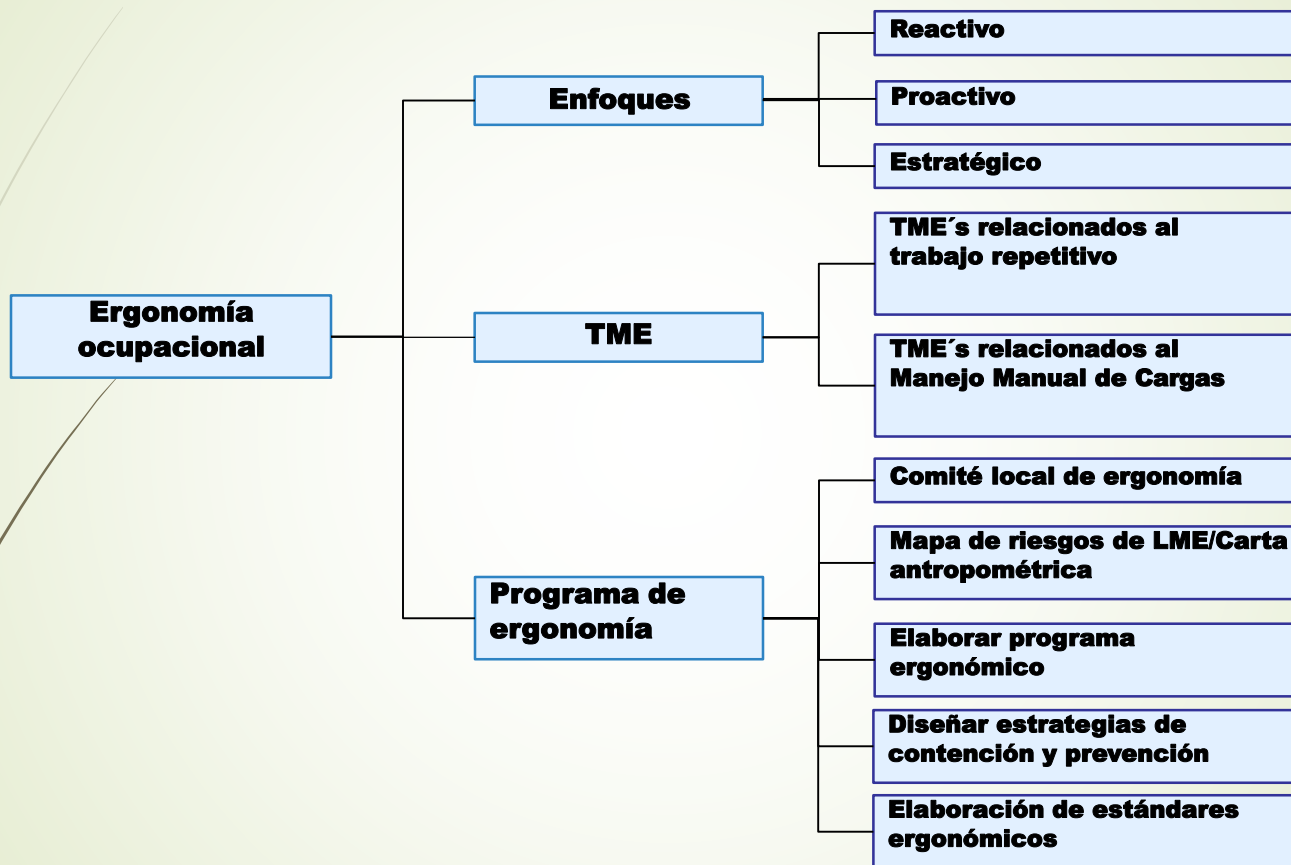 Ergonomía
ocupacional
Enfoques
Reactivo
Proactivo
Estratégico
TME
TME´s relacionados al
trabajo repetitivo
TME´s relacionados al
Manejo Manual de Cargas
Programa de
ergonomía
Comité local de ergonomía
Mapa de riesgos de LME/Carta
antropométrica
Elaborar programa
ergonómico
Diseñar estrategias de
contención y prevención
Elaboración de estándares
ergonómicos